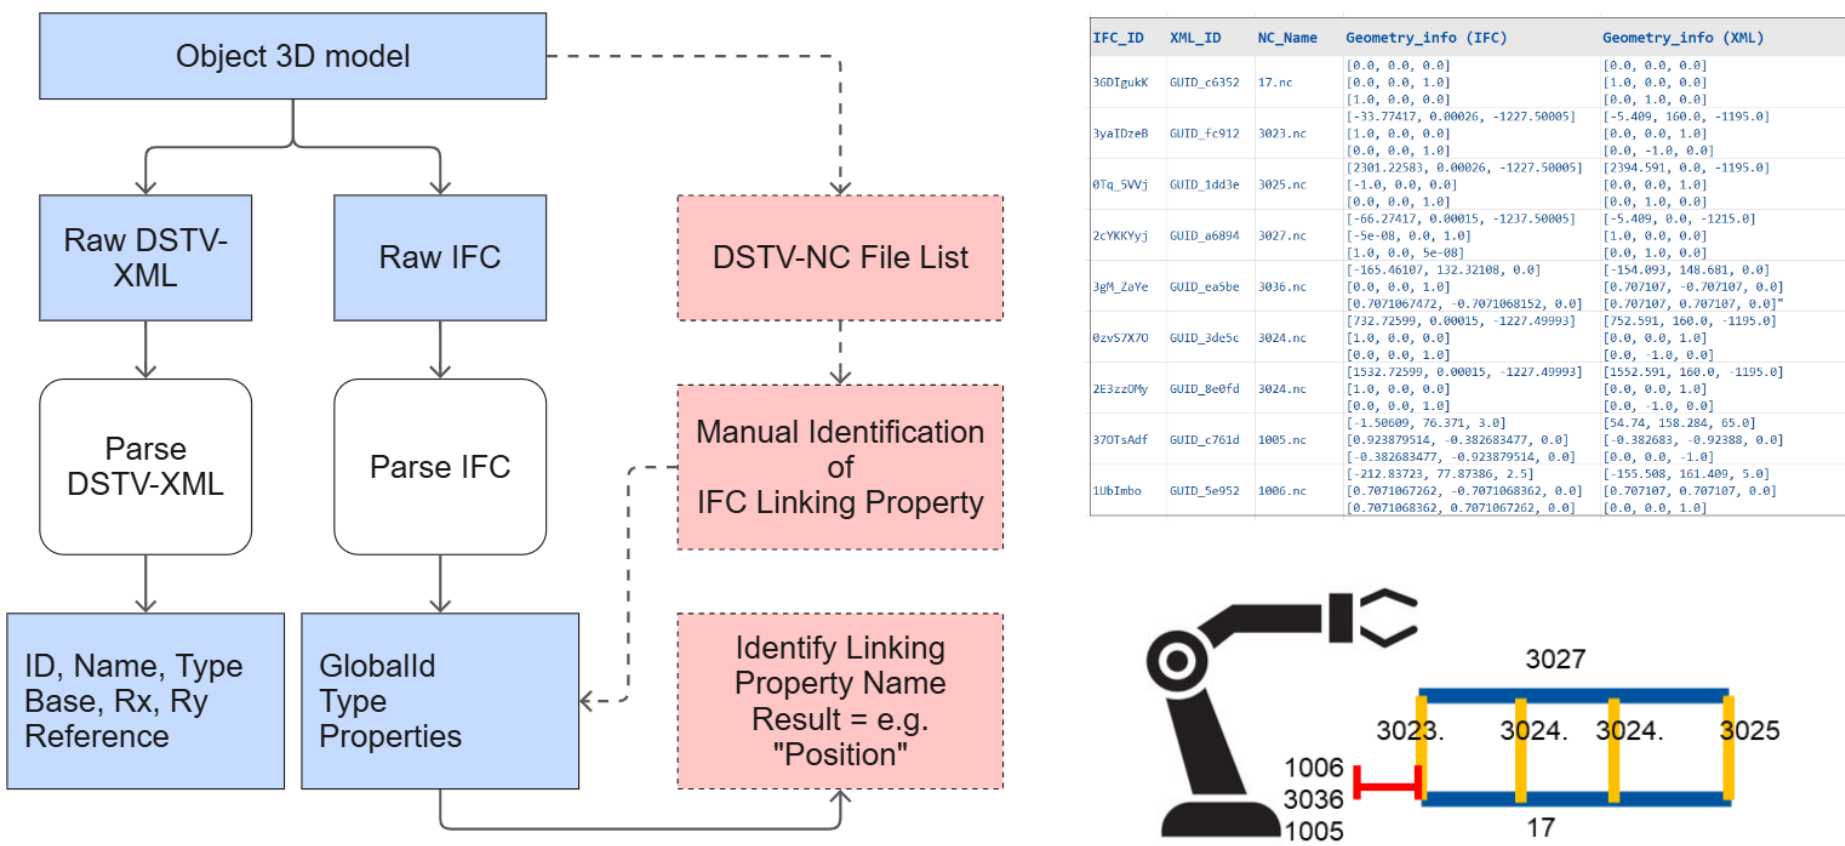 Object 3D model
Raw DSTV-
XML
Raw IFC
DSTV-NC File List
Parse
DSTV-XML
Parse IFC
Manual Identification
of
IFC Linking Property
ID, Name, Type
Base, Rx, Ry
Reference
GlobalId
Type
Properties
Identify Linking
Property Name
Result = e.g.
"Position"
IFC_ID XML_ID NC_Name Geometry_info (IFC) Geometry_info (XML)
[0.0, 0.0, 0.0] [0.0, 0.0, 0.0]
36DIgukK GUID_c6352 17.nc [0.0, 0.0, 1.0] [1.0, 0.0, 0.0]
[1.0, 0.0, 0.0] [0.0, 1.0, 0.0]
[-33.77417, 0.00026, -1227.50005] [-5.409, 160.0, -1195.0]
3yaIDzeB GUID_fc912 3023.nc [1.0, 0.0, 0.0] [0.0, 0.0, 1.0]
[0.0, 0.0, 1.0] [0.0, -1.0, 0.0]
[2301.22583, 0.00026, -1227.50005] [2394.591, 0.0, -1195.0]
0Tq_5VVj GUID_1dd3e 3025.nc [-1.0, 0.0, 0.0] [0.0, 0.0, 1.0]
[0.0, 0.0, 1.0] [0.0, 1.0, 0.0]
[-66.27417, 0.00015, -1237.50005] [-5.409, 0.0, -1215.0]
2cYKKYyj GUID_a6894 3027.nc [-5e-08, 0.0, 1.0] [1.0, 0.0, 0.0]
[1.0, 0.0, 5e-08] [0.0, 1.0, 0.0]
[-165.46107, 132.32108, 0.0] [-154.093, 148.681, 0.0]
3gM_ZaYe GUID_ea5be 3036.nc [0.0, 0.0, 1.0] [0.707107, -0.707107, 0.0]
[0.7071067472, -0.7071068152, 0.0] [0.707107, 0.707107, 0.0]"
[732.72599, 0.00015, -1227.49993] [752.591, 160.0, -1195.0]
0zvS7X7O GUID_3de5c 3024.nc [1.0, 0.0, 0.0] [0.0, 0.0, 1.0]
[0.0, 0.0, 1.0] [0.0, -1.0, 0.0]
[1532.72599, 0.00015, -1227.49993] [1552.591, 160.0, -1195.0]
2E3zzOMy GUID_8e0fd 3024.nc [1.0, 0.0, 0.0] [0.0, 0.0, 1.0]
[0.0, 0.0, 1.0] [0.0, -1.0, 0.0]
[-1.50609, 76.371, 3.0] [54.74, 158.284, 65.0]
37OTsAdf GUID_c761d 1005.nc [0.923879514, -0.382683477, 0.0] [-0.382683, -0.92388, 0.0]
[-0.382683477, -0.923879514, 0.0] [0.0, 0.0, -1.0]
[-212.83723, 77.87386, 2.5] [-155.508, 161.409, 5.0]
1UbImbo GUID_5e952 1006.nc [0.7071067262, -0.7071068362, 0.0] [0.707107, 0.707107, 0.0]
[0.7071068362, 0.7071067262, 0.0] [0.0, 0.0, 1.0]
3027
3023. 3024. 3024. 3025
1006
3036
1005
17